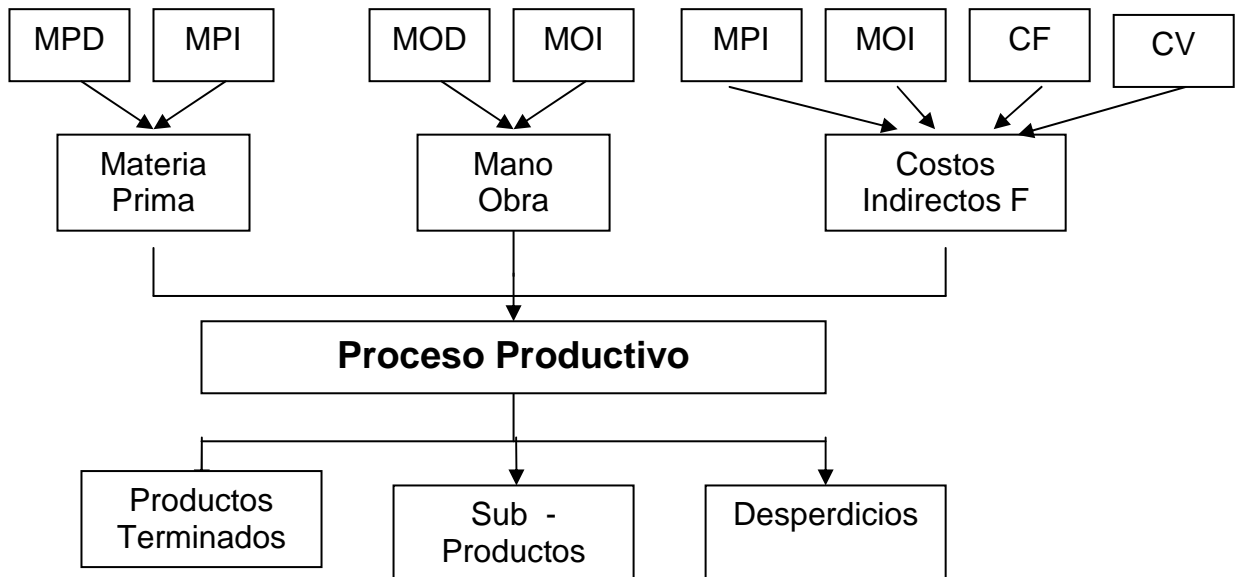 MPD
MPI
MOD
MOI
MPI
MOI
CF
CV
Materia
Prima
Mano
Obra
Costos
Indirectos F
Proceso Productivo
Productos
Terminados
Sub -
Productos
Desperdicios